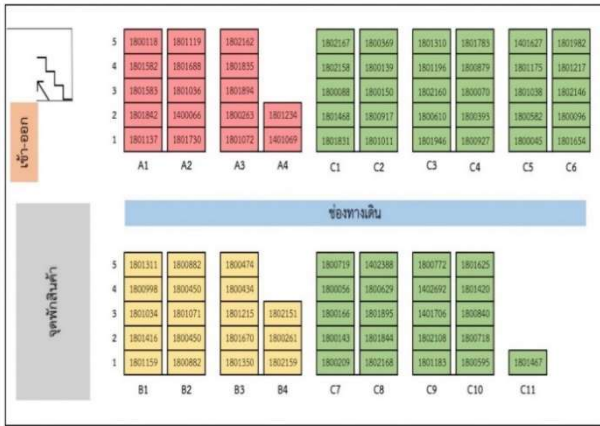 5 1800118 1801119 1802162 1802167 1800369 1801310 1801783 1401627 1801982
4 1801582 1801688 1801835 1802158 1800139 1801196 1800879 1801175 1801217
3 1801583 1801036 1801894 1800088 1800150 1802160 1800070 1801038 1802146
2 1801842 1400066 1800263 1801234 1801468 1800917 1800610 1800393 1800582 1800096
1 1801137 1801730 1801072 1401069 1801831 1801011 1801946 1800927 1800045 1801654
A1 A2 A3 A4 C1 C2 C3 C4 C5 C6
เข้า-ออก
ช่องทางเดิน
จุดพักสินค้า
5 1801311 1800882 1800474 1800719 1402388 1800772 1801625
4 1800998 1800450 1800434 1800056 1800629 1402692 1801420
3 1801034 1801071 1801215 1802151 1800166 1801895 1401706 1800840
2 1801416 1800450 1801670 1800261 1800143 1801844 1802108 1800718
1 1801159 1800882 1801350 1802159 1800209 1802168 1801183 1800595 1801467
B1 B2 B3 B4 C7 C8 C9 C10 C11